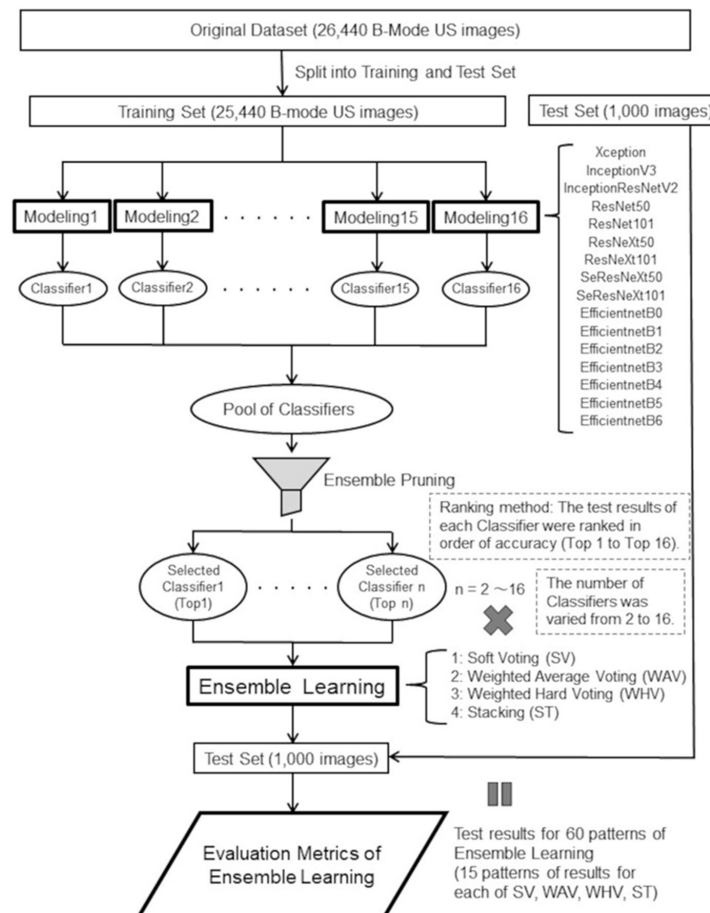 Original Dataset (26,440 B-Mode US images)
Split into Training and Test Set
Training Set (25,440 B-mode US images)
Test Set (1,000 images)
Modeling1
Modeling2
· · · · · ·
Modeling15
Modeling16
Xception
InceptionV3
InceptionResNetV2
ResNet50
ResNet101
ResNeXt50
ResNeXt101
SeResNeXt50
SeResNeXt101
EfficientnetB0
EfficientnetB1
EfficientnetB2
EfficientnetB3
EfficientnetB4
EfficientnetB5
EfficientnetB6
Classifier1
Classifier2
· · · · · ·
Classifier15
Classifier16
Pool of Classifiers
Ensemble Pruning
Ranking method: The test results of
each Classifier were ranked in
order of accuracy (Top 1 to Top 16).
Selected
Classifier1
(Top1)
· · · · ·
Selected
Classifier n
(Top n)
n = 2 ～16
The number of
Classifiers was
varied from 2 to 16.
Ensemble Learning
1: Soft Voting (SV)
2: Weighted Average Voting (WAV)
3: Weighted Hard Voting (WHV)
4: Stacking (ST)
Test Set (1,000 images)
Evaluation Metrics of
Ensemble Learning
Test results for 60 patterns of
Ensemble Learning
(15 patterns of results for
each of SV, WAV, WHV, ST)